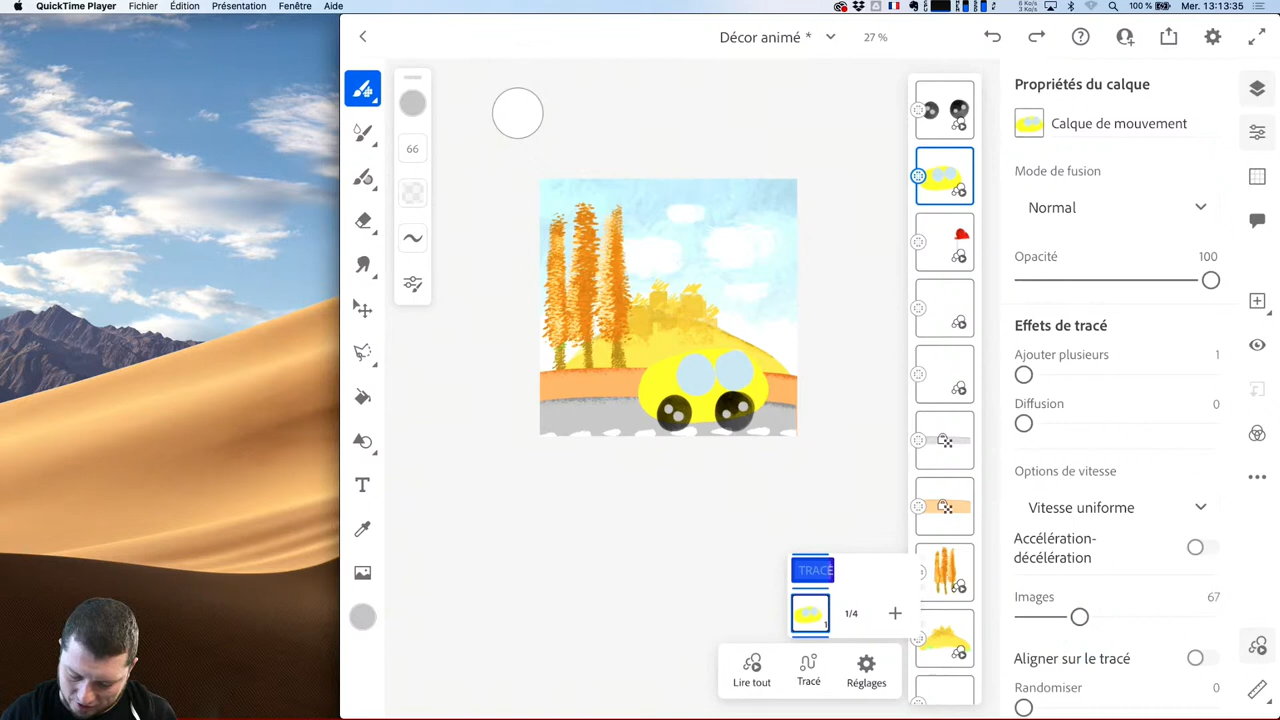 QuickTime Player Fichier Édition Présentation Fenêtre Aide
100 % Mer. 13:13:35
Décor animé * 27 %
66
Propriétés du calque
Calque de mouvement
Mode de fusion
Normal
Opacité 100
Effets de tracé
Ajouter plusieurs 1
Diffusion 0
Options de vitesse
Vitesse uniforme
Accélération-
décélération
Images 67
Aligner sur le tracé
Randomiser 0
TRACÉ
1
1/4
Lire tout Tracé Réglages
T